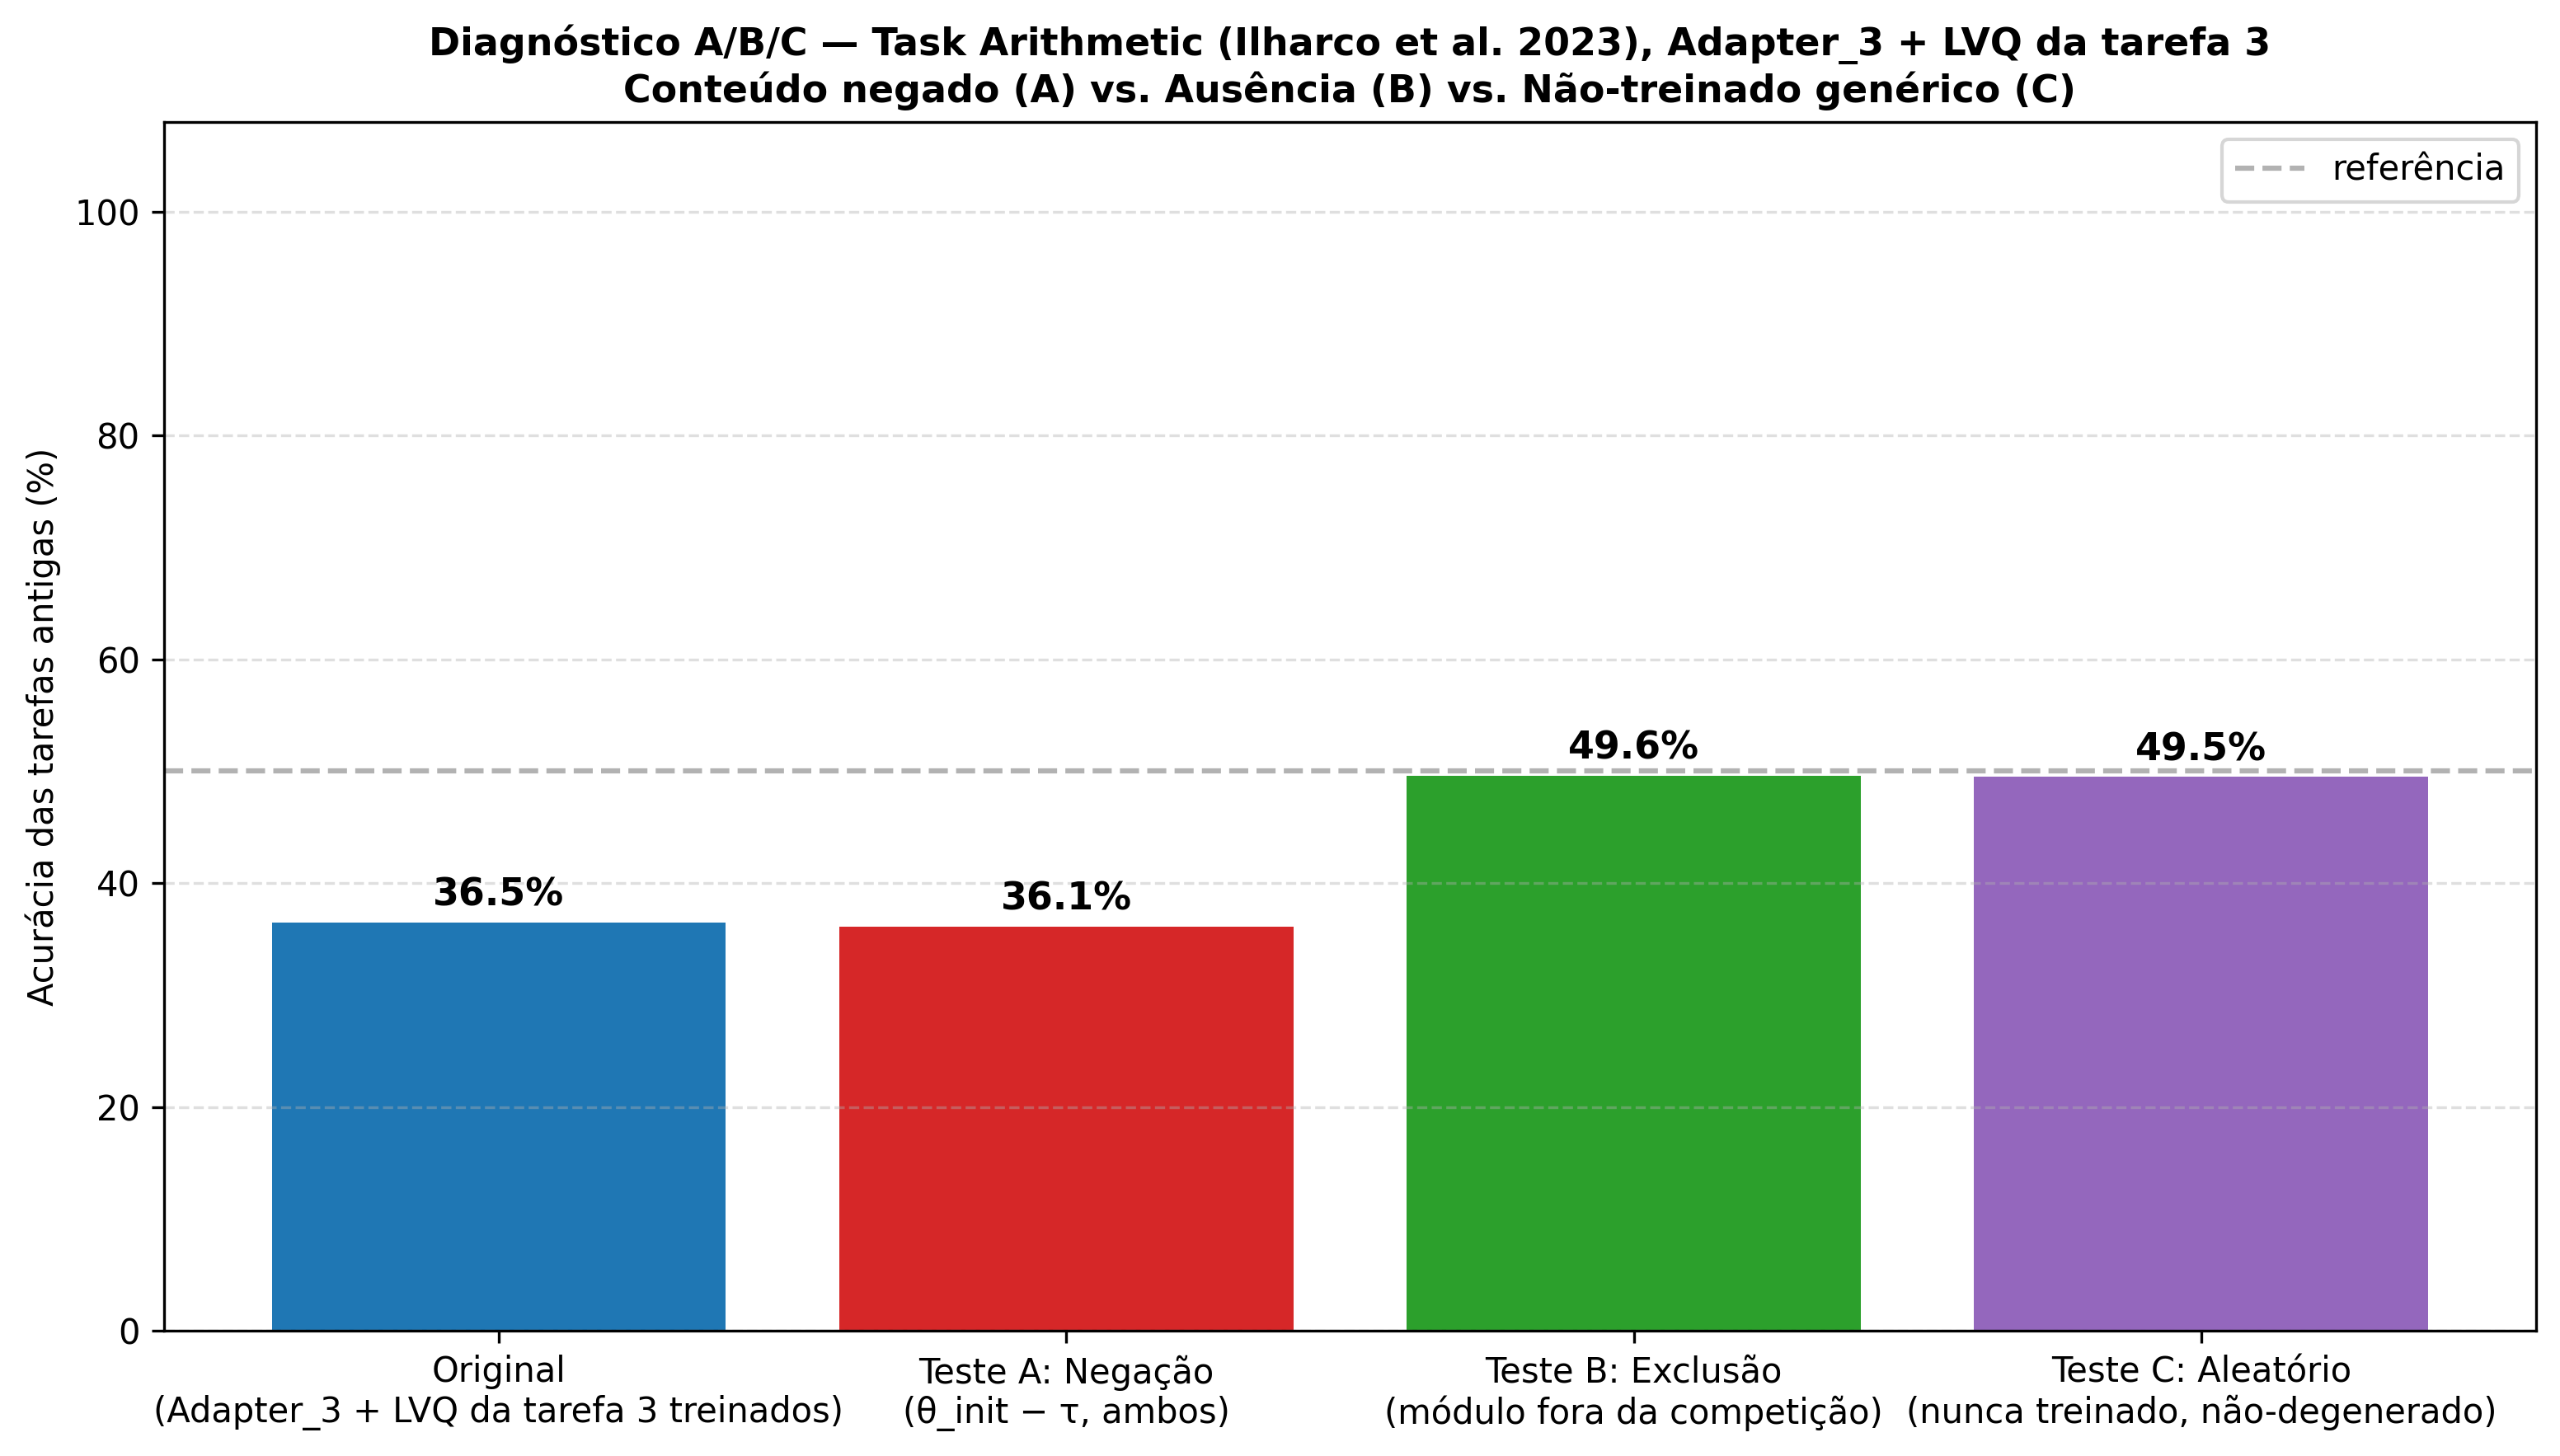 Diagnóstico A/B/C — Task Arithmetic (Ilharco et al. 2023), Adapter_3 + LVQ da tarefa 3
Conteúdo negado (A) vs. Ausência (B) vs. Não-treinado genérico (C)
referência
Acurácia das tarefas antigas (%)
100
80
60
40
20
0
36.5%
36.1%
49.6%
49.5%
Original
(Adapter_3 + LVQ da tarefa 3 treinados)
Teste A: Negação
(θ_init − τ, ambos)
Teste B: Exclusão
(módulo fora da competição)
Teste C: Aleatório
(nunca treinado, não-degenerado)